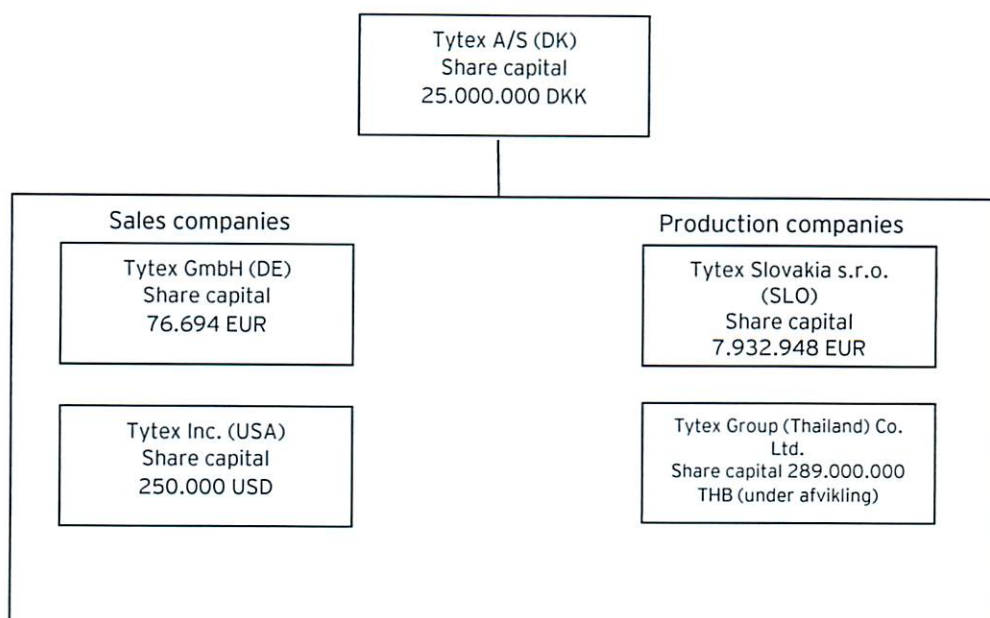 Tytex A/S (DK)
Share capital
25.000.000 DKK
Sales companies
Tytex GmbH (DE)
Share capital
76.694 EUR
Tytex Inc. (USA)
Share capital
250.000 USD
Production companies
Tytex Slovakia s.r.o.
(SLO)
Share capital
7.932.948 EUR
Tytex Group (Thailand) Co.
Ltd.
Share capital 289.000.000
THB (under afvikling)